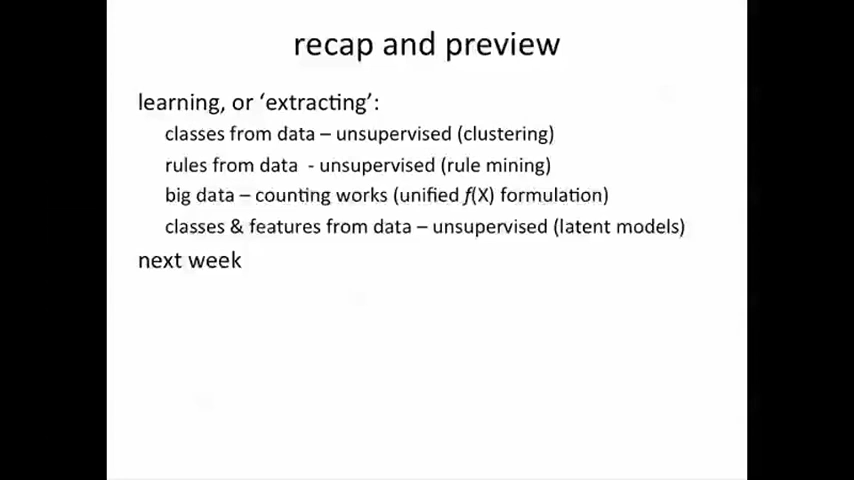 recap and preview
learning, or ‘extracting’:
classes from data – unsupervised (clustering)
rules from data - unsupervised (rule mining)
big data – counting works (unified f(X) formulation)
classes & features from data – unsupervised (latent models)
next week